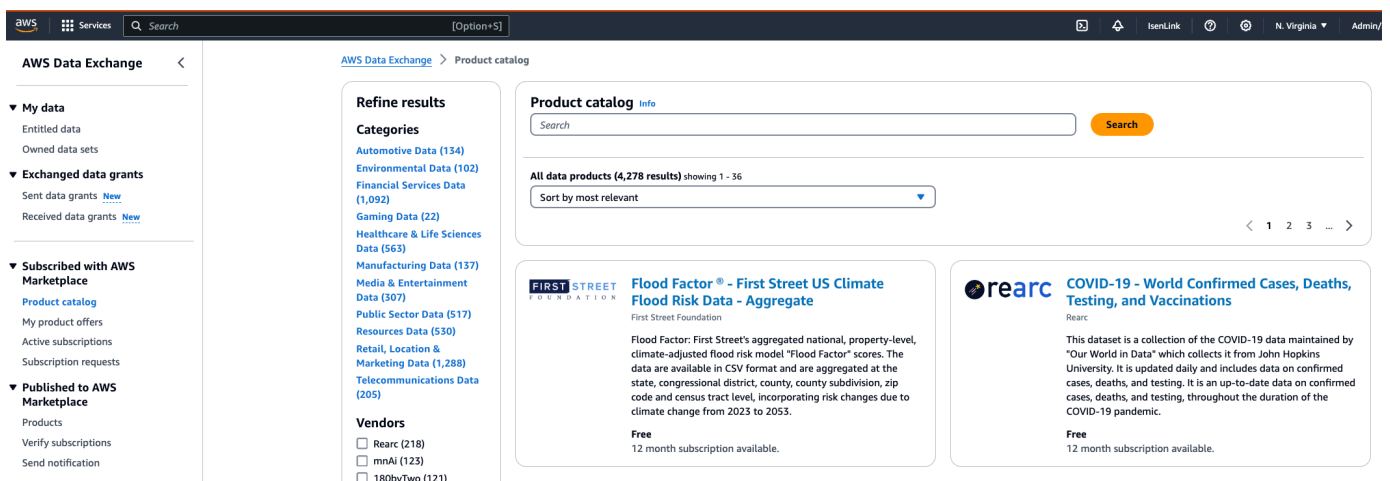 aws
Services
Search
[Option+S]
IsenLink
N. Virginia
Admin/
AWS Data Exchange
My data
Entitled data
Owned data sets
Exchanged data grants
Sent data grants New
Received data grants New
Subscribed with AWS
Marketplace
Product catalog
My product offers
Active subscriptions
Subscription requests
Published to AWS
Marketplace
Products
Verify subscriptions
Send notification
AWS Data Exchange > Product catalog
Refine results
Categories
Automotive Data (134)
Environmental Data (102)
Financial Services Data
(1,092)
Gaming Data (22)
Healthcare & Life Sciences
Data (563)
Manufacturing Data (137)
Media & Entertainment
Data (307)
Public Sector Data (517)
Resources Data (530)
Retail, Location &
Marketing Data (1,288)
Telecommunications Data
(205)
Vendors
Rearc (218)
mnAi (123)
180byTwo (121)
Product catalog Info
Search
Search
All data products (4,278 results) showing 1 - 36
Sort by most relevant
< 1 2 3 ... >
FIRST STREET
FOUNDATION
Flood Factor ® - First Street US Climate
Flood Risk Data - Aggregate
First Street Foundation
Flood Factor: First Street's aggregated national, property-level,
climate-adjusted flood risk model "Flood Factor" scores. The
data are available in CSV format and are aggregated at the
state, congressional district, county, county subdivision, zip
code and census tract level, incorporating risk changes due to
climate change from 2023 to 2053.
Free
12 month subscription available.
rearc
COVID-19 - World Confirmed Cases, Deaths,
Testing, and Vaccinations
Rearc
This dataset is a collection of the COVID-19 data maintained by
"Our World in Data" which collects it from John Hopkins
University. It is updated daily and includes data on confirmed
cases, deaths, and testing. It is an up-to-date data on confirmed
cases, deaths, and testing, throughout the duration of the
COVID-19 pandemic.
Free
12 month subscription available.